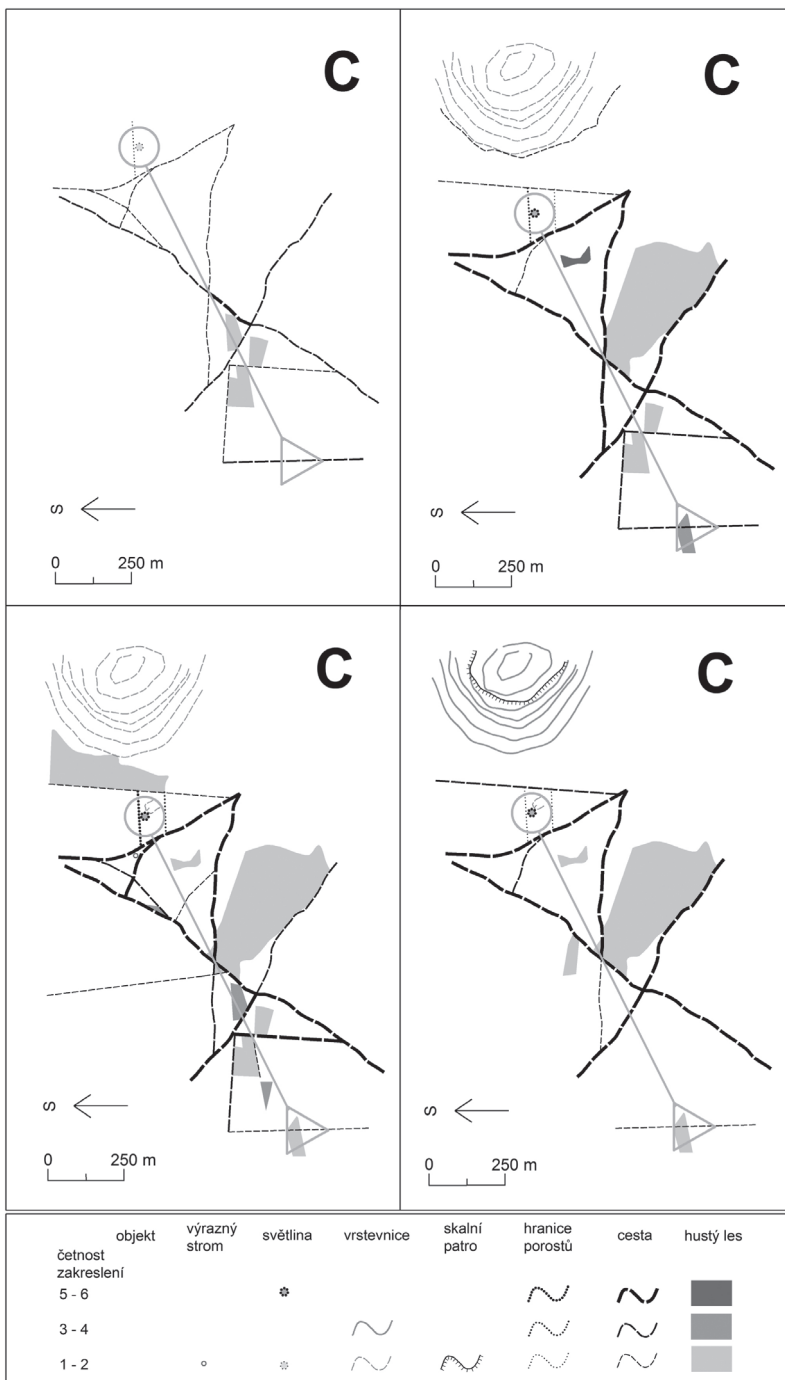 C
C
S
0 250 m
S
0 250 m
C
C
S
0 250 m
S
0 250 m
četnost zakreslení
objekt
výrazný strom
světlina
vrstevnice
skalní patro
hranice porostů
cesta
hustý les
5 - 6
3 - 4
1 - 2